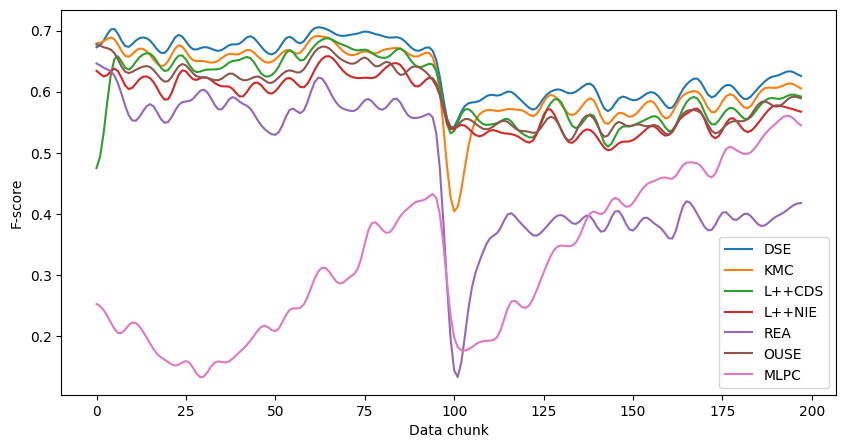 0.7
0.6
0.5
0.4
0.3
0.2
F-score
0 25 50 75 100 125 150 175 200
Data chunk
DSE
KMC
L++CDS
L++NIE
REA
OUSE
MLPC